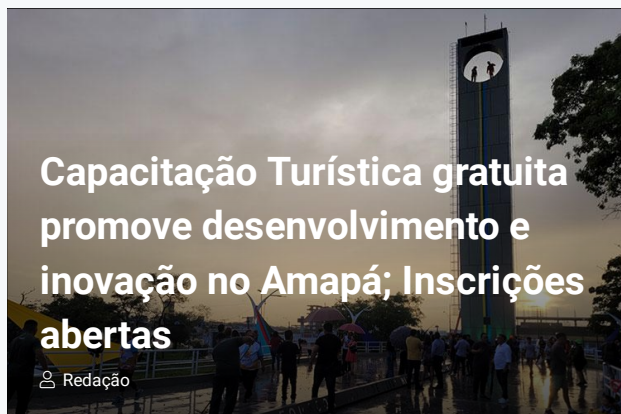 Capacitação Turística gratuita
promove desenvolvimento e
inovação no Amapá; Inscrições
abertas
Redação